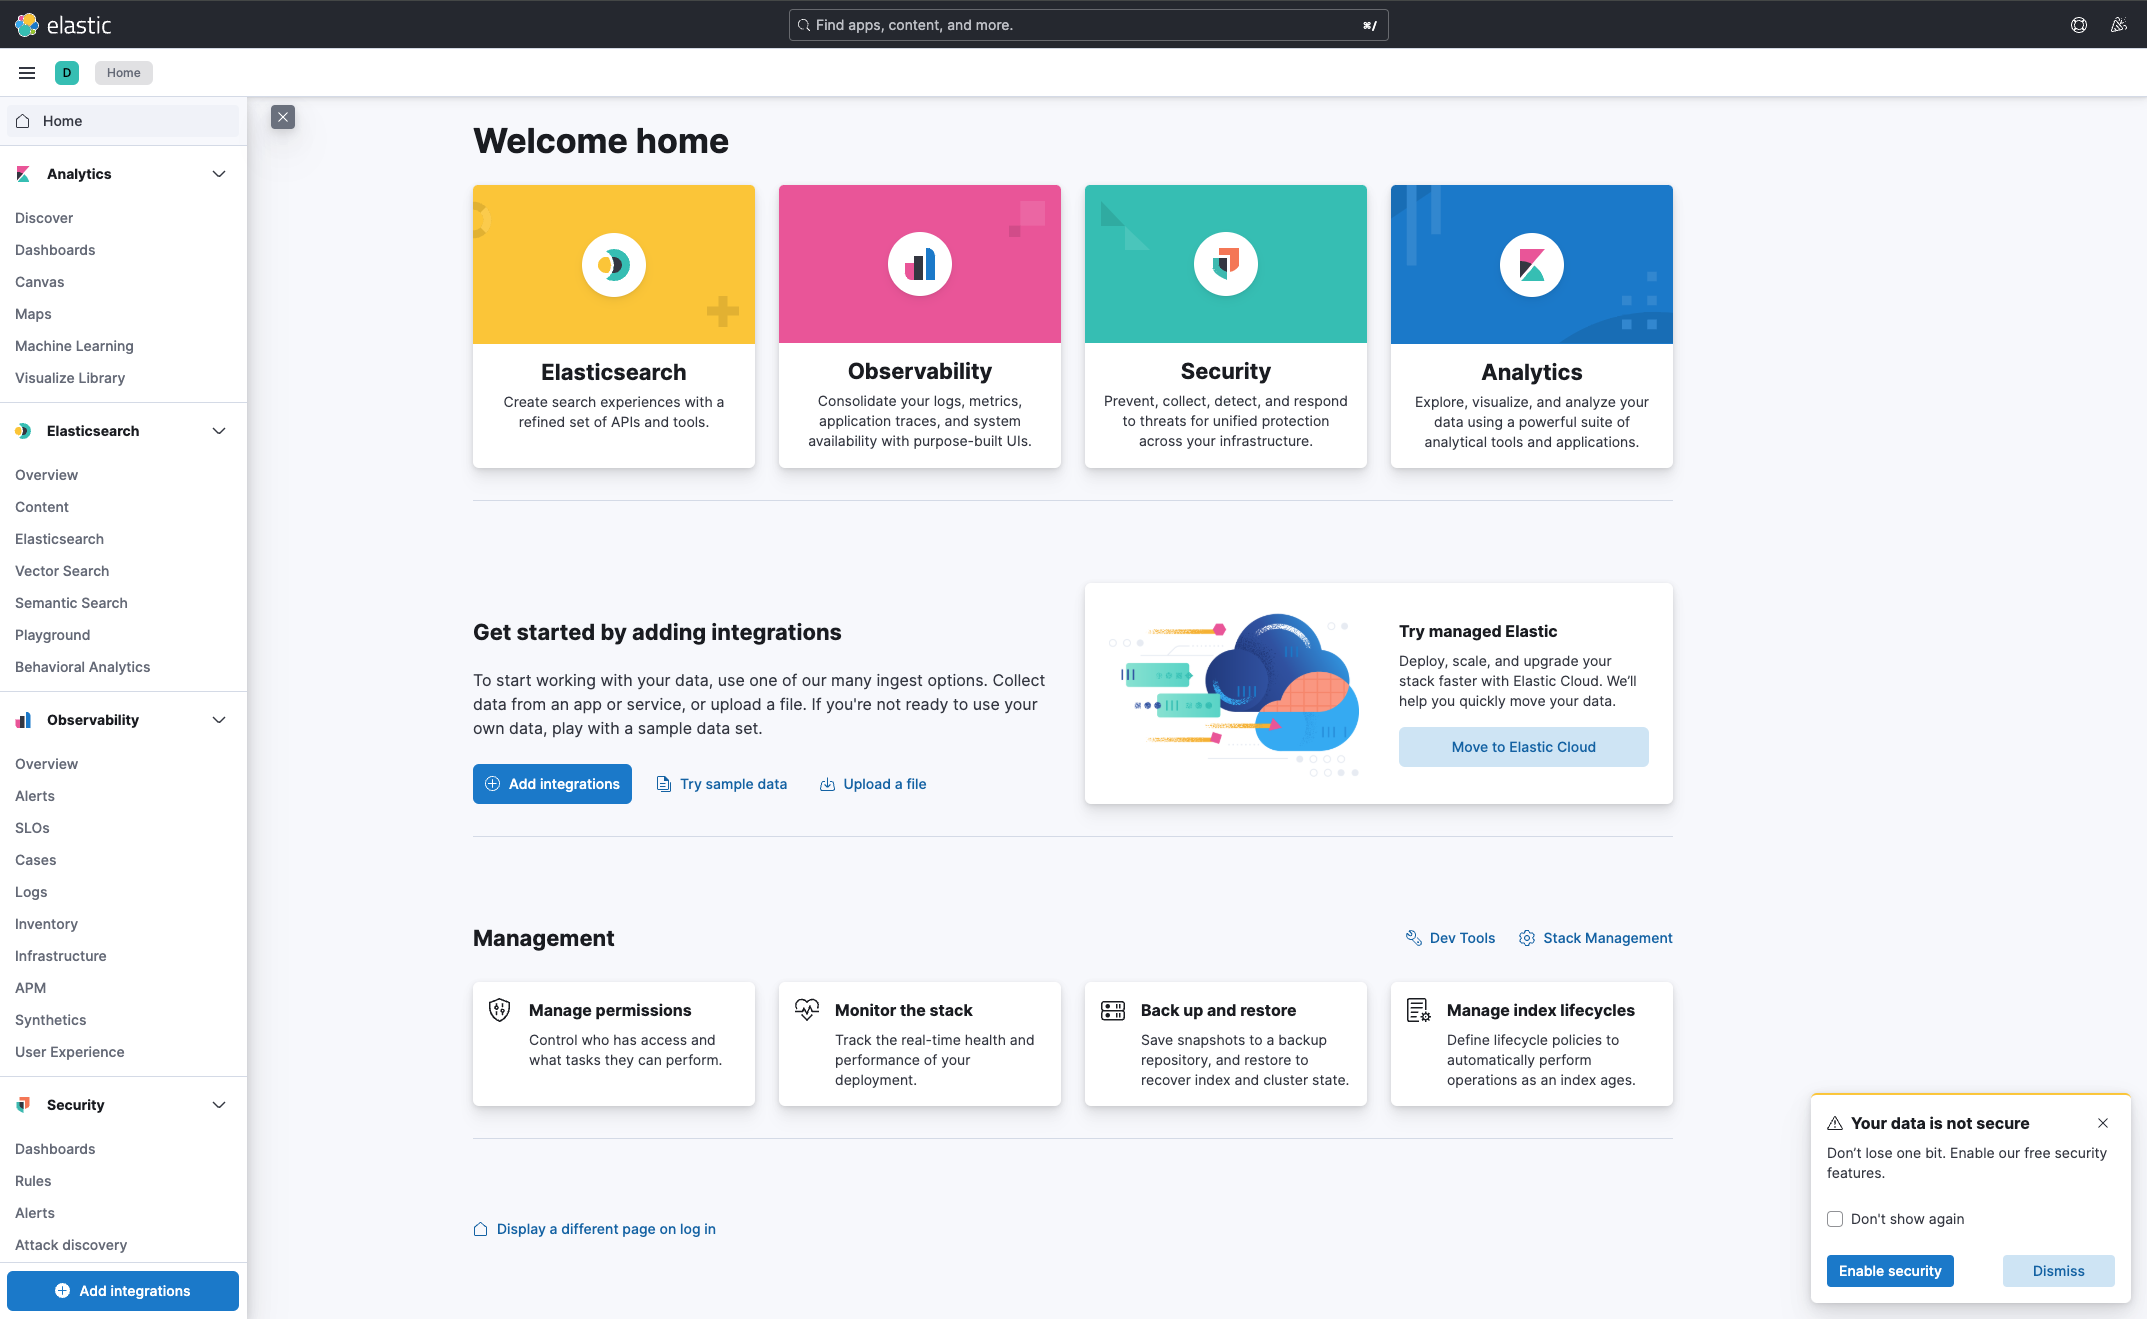 elastic
Find apps, content, and more.
⌘/
D
Home
Home
Analytics
Discover
Dashboards
Canvas
Maps
Machine Learning
Visualize Library
Elasticsearch
Overview
Content
Elasticsearch
Vector Search
Semantic Search
Playground
Behavioral Analytics
Observability
Overview
Alerts
SLOs
Cases
Logs
Inventory
Infrastructure
APM
Synthetics
User Experience
Security
Dashboards
Rules
Alerts
Attack discovery
Add integrations
Welcome home
Elasticsearch
Create search experiences with a
refined set of APIs and tools.
Observability
Consolidate your logs, metrics,
application traces, and system
availability with purpose-built UIs.
Security
Prevent, collect, detect, and respond
to threats for unified protection
across your infrastructure.
Analytics
Explore, visualize, and analyze your
data using a powerful suite of
analytical tools and applications.
Get started by adding integrations
To start working with your data, use one of our many ingest options. Collect
data from an app or service, or upload a file. If you're not ready to use your
own data, play with a sample data set.
Add integrations
Try sample data
Upload a file
Try managed Elastic
Deploy, scale, and upgrade your
stack faster with Elastic Cloud. We’ll
help you quickly move your data.
Move to Elastic Cloud
Management
Dev Tools
Stack Management
Manage permissions
Control who has access and
what tasks they can perform.
Monitor the stack
Track the real-time health and
performance of your
deployment.
Back up and restore
Save snapshots to a backup
repository, and restore to
recover index and cluster state.
Manage index lifecycles
Define lifecycle policies to
automatically perform
operations as an index ages.
Display a different page on log in
Your data is not secure
Don’t lose one bit. Enable our free security
features.
Don't show again
Enable security
Dismiss